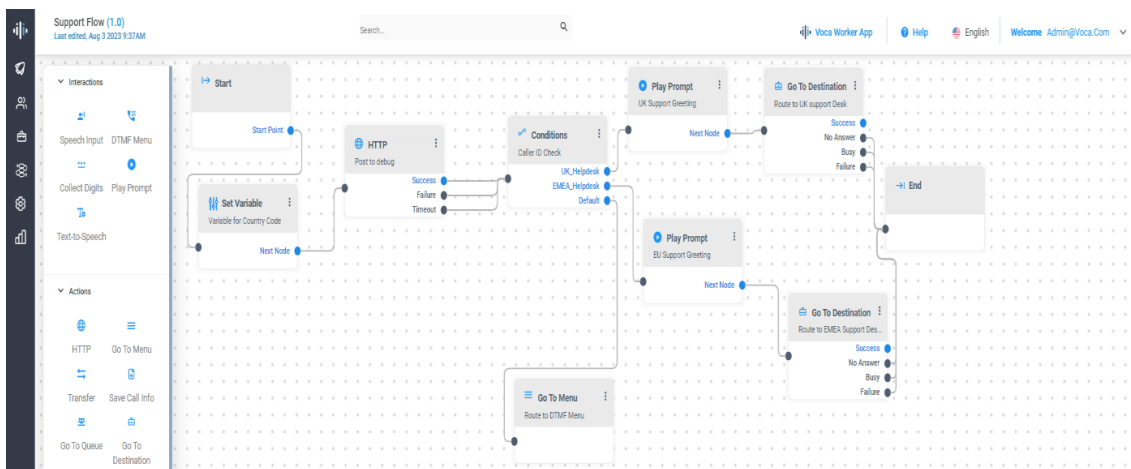 Support Flow (1.0)
Last edited, Aug 3 2023 9:37AM
Search...
Voca Worker App
Help
English
Welcome Admin@Voca.Com
Interactions
Speech Input
DTMF Menu
Collect Digits
Play Prompt
Text-to-Speech
Actions
HTTP
Go To Menu
Transfer
Save Call Info
Go To Queue
Go To
Destination
Start
Start Point
Set Variable
Variable for Country Code
Next Node
HTTP
Post to debug
Success
Failure
Timeout
Conditions
Caller ID Check
UK_Helpdesk
EMEA_Helpdesk
Default
Play Prompt
UK Support Greeting
Next Node
Go To Destination
Route to UK support Desk
Success
No Answer
Busy
Failure
End
Play Prompt
EU Support Greeting
Next Node
Go To Destination
Route to EMEA Support Des...
Success
No Answer
Busy
Failure
Go To Menu
Route to DTMF Menu